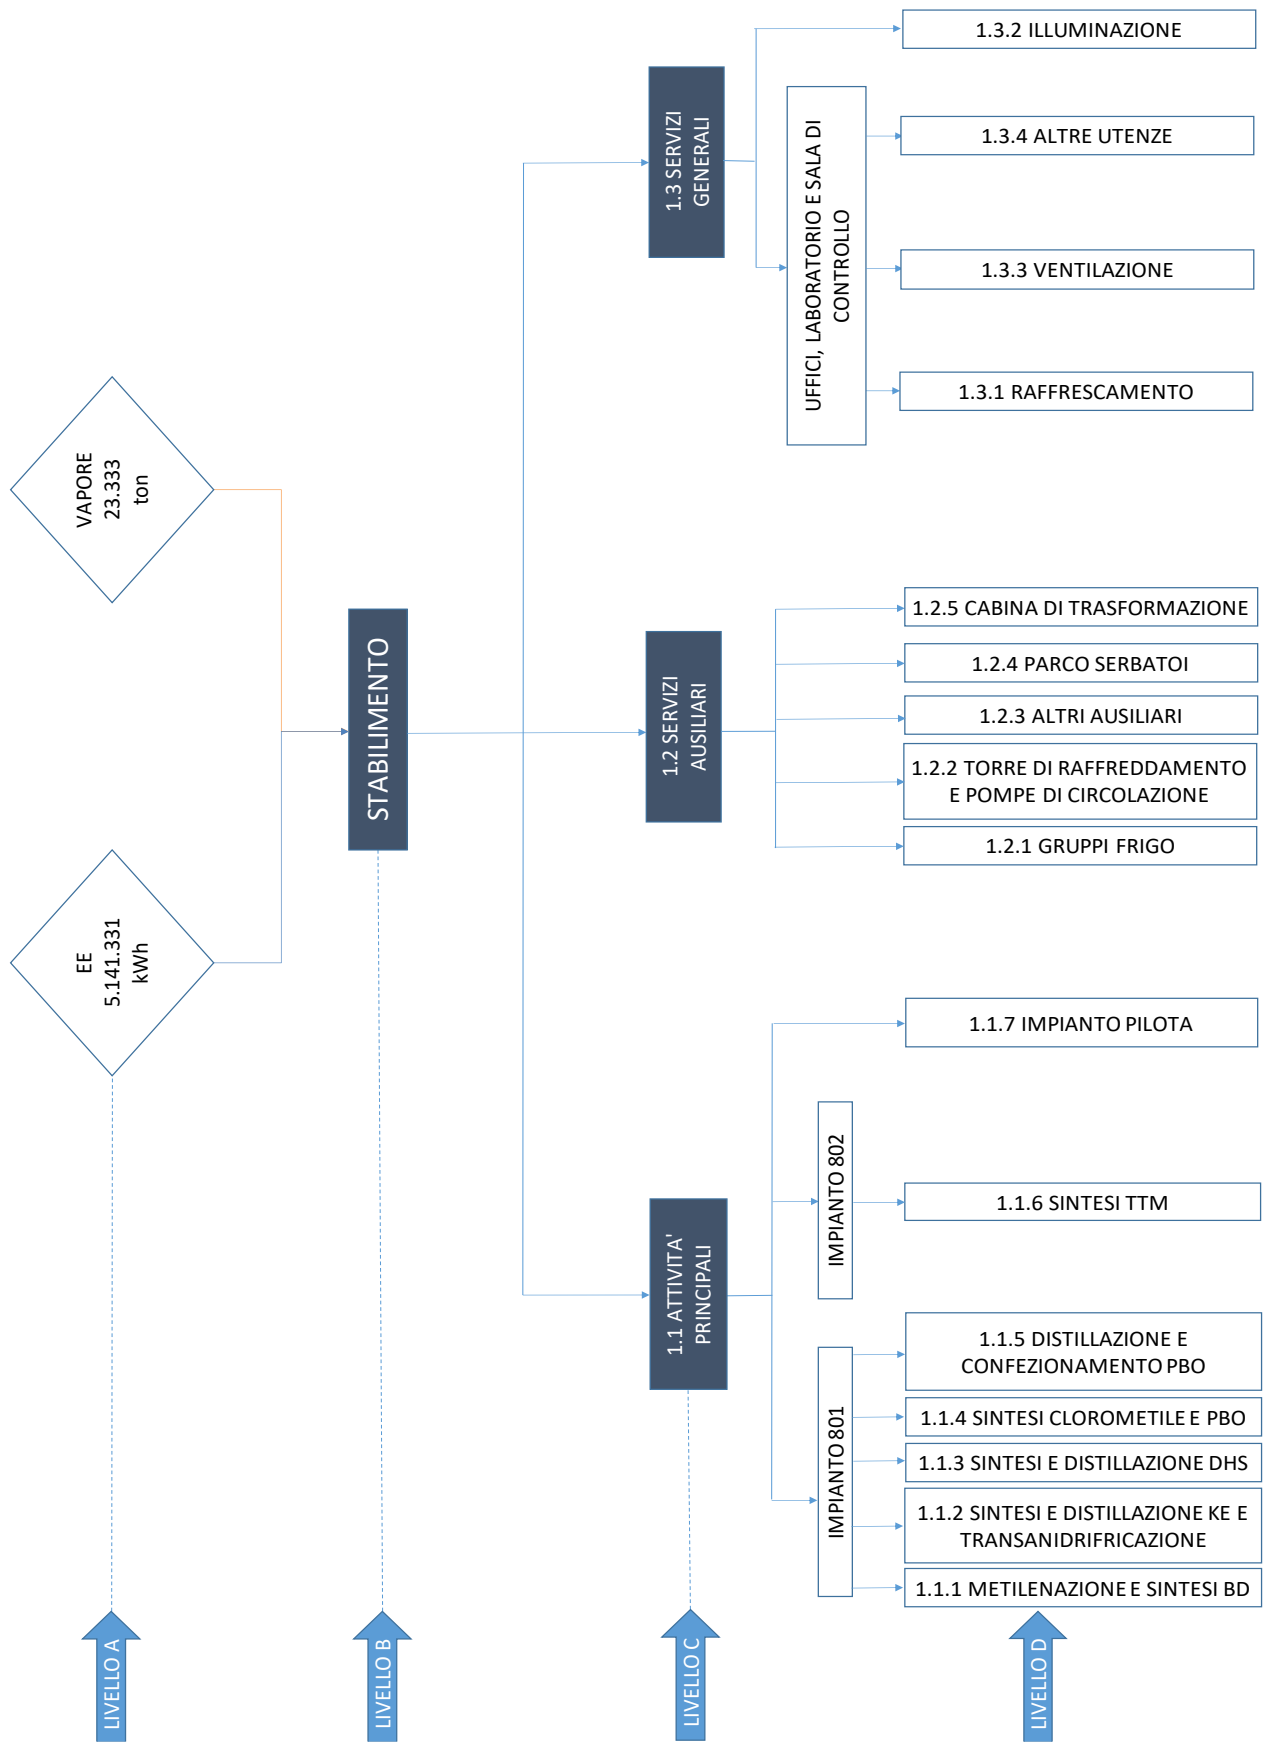 1.3.2 ILLUMINAZIONE
1.3 SERVIZI
GENERALI
UFFICI, LABORATORIO E SALA DI
CONTROLLO
1.3.4 ALTRE UTENZE
1.3.3 VENTILAZIONE
1.3.1 RAFFRESCAMENTO
VAPORE
23.333
ton
STABILIMENTO
1.2 SERVIZI
AUSILIARI
1.2.5 CABINA DI TRASFORMAZIONE
1.2.4 PARCO SERBATOI
1.2.3 ALTRI AUSILIARI
1.2.2 TORRE DI RAFFREDDAMENTO
E POMPE DI CIRCOLAZIONE
1.2.1 GRUPPI FRIGO
EE
5.141.331
kWh
1.1.7 IMPIANTO PILOTA
1.1 ATTIVITA'
PRINCIPALI
IMPIANTO 802
1.1.6 SINTESI TTM
IMPIANTO 801
1.1.5 DISTILLAZIONE E
CONFEZIONAMENTO PBO
1.1.4 SINTESI CLOROMETILE E PBO
1.1.3 SINTESI E DISTILLAZIONE DHS
1.1.2 SINTESI E DISTILLAZIONE KE E
TRANSANIDRIFRICAZIONE
1.1.1 METILENAZIONE E SINTESI BD
LIVELLO A
LIVELLO B
LIVELLO C
LIVELLO D